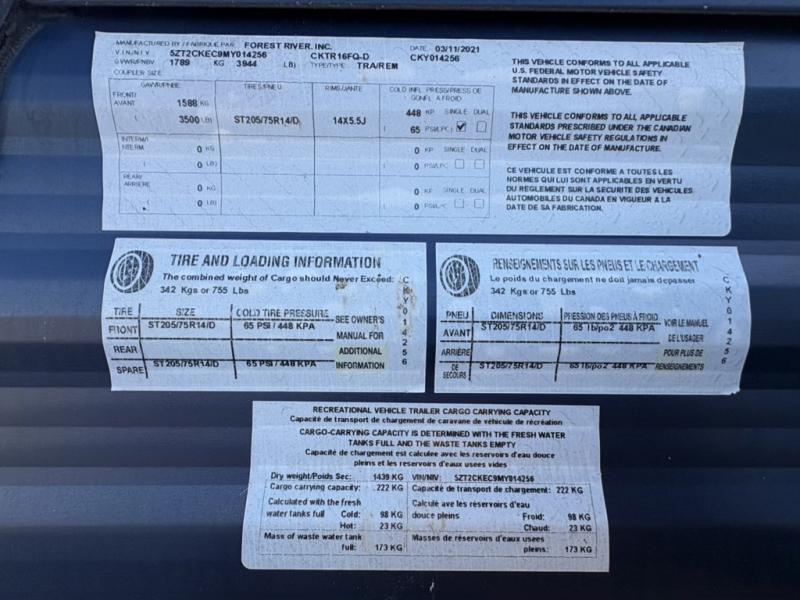 MANUFACTURED BY / FABRIQUE PAR: FOREST RIVER, INC. DATE: 03/11/2021
V.I.N./N.I.V: 5ZT2CKEC9MY014256 CKTR16FQ-D CKY014256
GVWR/PNBV 1789 KG 3944 LB) TYPE/TYPE: TRA/REM
COUPLER SIZE
GAWR/PNBE TIRES/PNEU RIMS/JANTE COLD INFL. PRESS/PRESS DE GONFL. A FROID
FRONT/ AVANT 1588 KG 448 KP SINGLE DUAL
( 3500 LB) ST205/75R14/D 14X5.5J ( 65 PSI/LPC)
INTERM/ INTERM. 0 KG 0 KP SINGLE DUAL
( 0 LB) ( 0 PSI/LPC
REAR/ ARRIERE 0 KG 0 KP SINGLE DUAL
( 0 LB) ( 0 PSI/LPC
THIS VEHICLE CONFORMS TO ALL APPLICABLE
U.S. FEDERAL MOTOR VEHICLE SAFETY
STANDARDS IN EFFECT ON THE DATE OF
MANUFACTURE SHOWN ABOVE.
THIS VEHICLE CONFORMS TO ALL APPLICABLE
STANDARDS PRESCRIBED UNDER THE CANADIAN
MOTOR VEHICLE SAFETY REGULATIONS IN
EFFECT ON THE DATE OF MANUFACTURE.
CE VEHICULE EST CONFORME A TOUTES LES
NORMES QUI LUI SONT APPLICABLES EN VERTU
DU REGLEMENT SUR LA SECURITE DES VEHICULES
AUTOMOBILES DU CANADA EN VIGUEUR A LA
DATE DE SA FABRICATION.
TIRE AND LOADING INFORMATION
The combined weight of Cargo should Never Exceed:
342 Kgs or 755 Lbs
TIRE SIZE COLD TIRE PRESSURE
FRONT ST205/75R14/D 65 PSI / 448 KPA
REAR
SPARE ST205/75R14/D 65 PSI / 448 KPA
SEE OWNER'S
MANUAL FOR
ADDITIONAL
INFORMATION
CKY014256
RENSEIGNEMENTS SUR LES PNEUS ET LE CHARGEMENT
Le poids du chargement ne doit jamais depasser
342 Kgs or 755 Lbs
PNEU DIMENSIONS PRESSION DES PNEUS À FROID
AVANT ST205/75R14/D 65 lb/po2 448 KPA
ARRIÈRE
DE SECOURS ST205/75R14/D 65 lb/po2 448 KPA
VOIR LE MANUEL
DE L'USAGER
POUR PLUS DE
RENSEIGNEMENTS
CKY014256
RECREATIONAL VEHICLE TRAILER CARGO CARRYING CAPACITY
Capacité de transport de chargement de caravane de véhicule de récréation
CARGO-CARRYING CAPACITY IS DETERMINED WITH THE FRESH WATER
TANKS FULL AND THE WASTE TANKS EMPTY
Capacité de chargement est calculée avec les reservoirs d'eau douce
pleins et les reservoirs d'eaux usees vides
Dry weight/Poids Sec: 1439 KG VIN/NIV: 5ZT2CKEC9MY014256
Cargo carrying capacity: 222 KG Capacité de transport de chargement: 222 KG
Calculated with the fresh Calculé ave les réservoirs d'eau
water tanks full Cold: 98 KG douce pleins Froid: 98 KG
Hot: 23 KG Chaud: 23 KG
Mass of waste water tank Masses de réservoirs d'eaux usees
full: 173 KG pleins: 173 KG